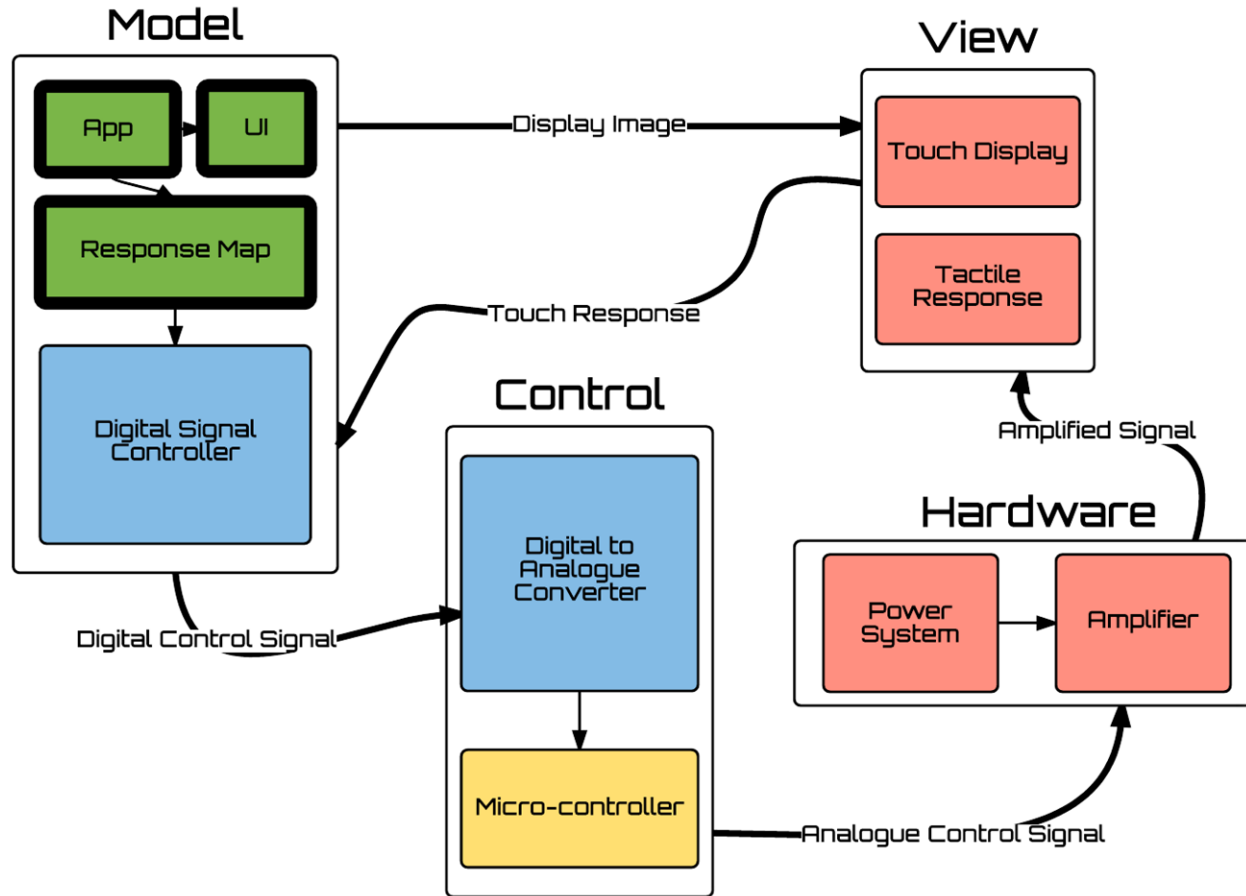 Model
App
UI
Response Map
Digital Signal
Controller
Display Image
View
Touch Display
Tactile
Response
Touch Response
Control
Digital to
Analogue
Converter
Micro-controller
Digital Control Signal
Amplified Signal
Hardware
Power
System
Amplifier
Analogue Control Signal